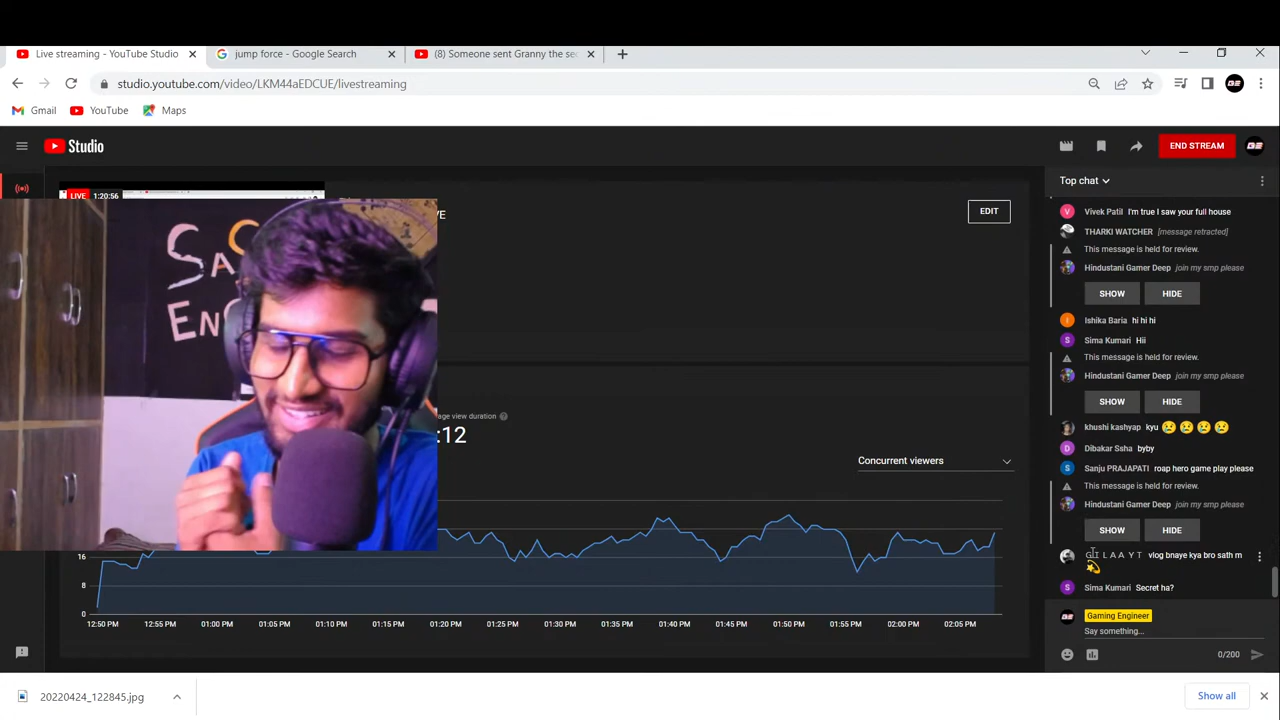 Live streaming - YouTube Studio
jump force - Google Search
(8) Someone sent Granny the sec
studio.youtube.com/video/LKM44aEDCUE/livestreaming
Gmail
YouTube
Maps
Studio
END STREAM
GE
LIVE 1:20:56
VE
EDIT
age view duration
:12
Concurrent viewers
16
8
0
12:50 PM 12:55 PM 01:00 PM 01:05 PM 01:10 PM 01:15 PM 01:20 PM 01:25 PM 01:30 PM 01:35 PM 01:40 PM 01:45 PM 01:50 PM 01:55 PM 02:00 PM 02:05 PM
Top chat
Vivek Patil I'm true I saw your full house
THARKI WATCHER [message retracted]
This message is held for review.
Hindustani Gamer Deep join my smp please
SHOW HIDE
Ishika Baria hi hi hi
Sima Kumari Hii
This message is held for review.
Hindustani Gamer Deep join my smp please
SHOW HIDE
khushi kashyap kyu 😢 😢 😢 😢
Dibakar Ssha byby
Sanju PRAJAPATI roap hero game play please
This message is held for review.
Hindustani Gamer Deep join my smp please
SHOW HIDE
G I L A A Y T vlog bnaye kya bro sath m
💫
Sima Kumari Secret ha?
Gaming Engineer
Say something...
0/200
20220424_122845.jpg
Show all